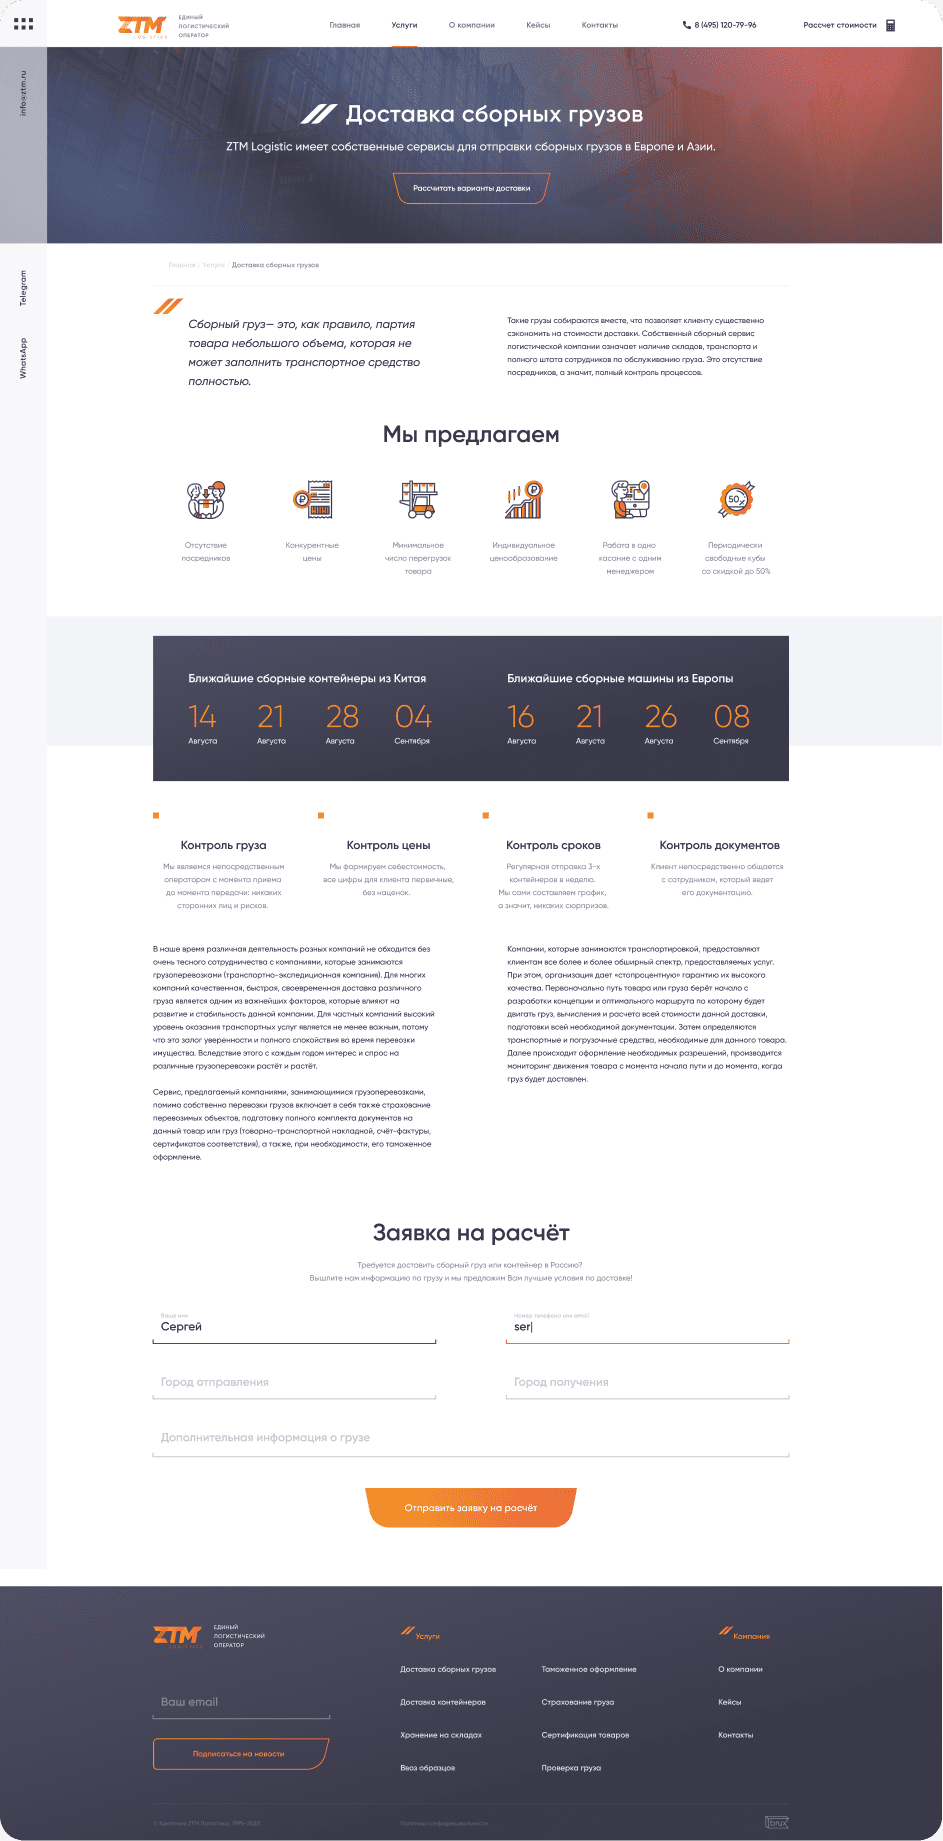 ZTM
LOGISTICS
ЕДИНЫЙ
ЛОГИСТИЧЕСКИЙ
ОПЕРАТОР
Главная
Услуги
О компании
Кейсы
Контакты
8 (495) 120-79-96
Рассчет стоимости
info@ztm.ru
Telegram
WhatsApp
Доставка сборных грузов
ZTM Logistic имеет собственные сервисы для отправки сборных грузов в Европе и Азии.
Рассчитать варианты доставки
Главная / Услуги / Доставка сборных грузов
Сборный груз— это, как правило, партия
товара небольшого объема, которая не
может заполнить транспортное средство
полностью.
Такие грузы собираются вместе, что позволяет клиенту существенно
сэкономить на стоимости доставки. Собственный сборный сервис
логистической компании означает наличие складов, транспорта и
полного штата сотрудников по обслуживанию груза. Это отсутствие
посредников, а значит, полный контроль процессов.
Мы предлагаем
50%
Отсутствие
посредников
Конкурентные
цены
Минимальное
число перегрузок
товара
Индивидуальное
ценообразование
Работа в одно
касание с одним
менеджером
Периодически
свободные кубы
со скидкой до 50%
Ближайшие сборные контейнеры из Китая
14 21 28 04
Августа Августа Августа Сентября
Ближайшие сборные машины из Европы
16 21 26 08
Августа Августа Августа Сентября
Контроль груза
Мы являемся непосредственным
оператором с момента приема
до момента передачи: никаких
сторонних лиц и рисков.
Контроль цены
Мы формируем себестоимость,
все цифры для клиента первичные,
без наценок.
Контроль сроков
Регулярная отправка 3-х
контейнеров в неделю.
Мы сами составляем график,
а значит, никаких сюрпризов.
Контроль документов
Клиент непосредственно общается
с сотрудником, который ведет
его документацию.
В наше время различная деятельность разных компаний не обходится без
очень тесного сотрудничества с компаниями, которые занимаются
грузоперевозками (транспортно-экспедиционная компания). Для многих
компаний качественная, быстрая, своевременная доставка различного
груза является одним из важнейших факторов, которые влияют на
развитие и стабильность данной компании. Для частных компаний высокий
уровень оказания транспортных услуг является не менее важным, потому
что это залог уверенности и полного спокойствия во время перевозки
имущества. Вследствие этого с каждым годом интерес и спрос на
различные грузоперевозки растёт и растёт.
Сервис, предлагаемый компаниями, занимающимися грузоперевозками,
помимо собственно перевозки грузов включает в себя также страхование
перевозимых объектов, подготовку полного комплекта документов на
данный товар или груз (товарно-транспортной накладной, счёт-фактуры,
сертификатов соответствия), а также, при необходимости, его таможенное
оформление.
Компании, которые занимаются транспортировкой, предоставляют
клиентам все более и более обширный спектр, предоставляемых услуг.
При этом, организация дает «стопроцентную» гарантию их высокого
качества. Первоначально путь товара или груза берёт начало с
разработки концепции и оптимального маршрута по которому будет
двигать груз, вычисления и расчета всей стоимости данной доставки,
подготовки всей необходимой документации. Затем определяются
транспортные и погрузочные средства, необходимые для данного товара.
Далее происходит оформление необходимых разрешений, производится
мониторинг движения товара с момента начала пути и до момента, когда
груз будет доставлен.
Заявка на расчёт
Требуется доставить сборный груз или контейнер в Россию?
Вышлите нам информацию по грузу и мы предложим Вам лучшие условия по доставке!
Ваше имя
Сергей
Номер телефона или email
ser
Город отправления
Город получения
Дополнительная информация о грузе
Отправить заявку на расчёт
ZTM
LOGISTICS
ЕДИНЫЙ
ЛОГИСТИЧЕСКИЙ
ОПЕРАТОР
Ваш email
Подписаться на новости
Услуги
Доставка сборных грузов
Доставка контейнеров
Хранение на складах
Ввоз образцов
Таможенное оформление
Страхование груза
Сертификация товаров
Проверка груза
Компания
О компании
Кейсы
Контакты
© Компания ZTM Логистика, 1995-2020
Политика конфиденциальности
brux